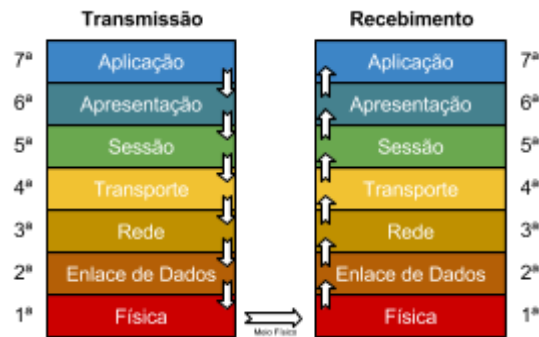 Transmissão Recebimento
7ª Aplicação Aplicação 7ª
6ª Apresentação Apresentação 6ª
5ª Sessão Sessão 5ª
4ª Transporte Transporte 4ª
3ª Rede Rede 3ª
2ª Enlace de Dados Enlace de Dados 2ª
1ª Física Física 1ª
Meio Física